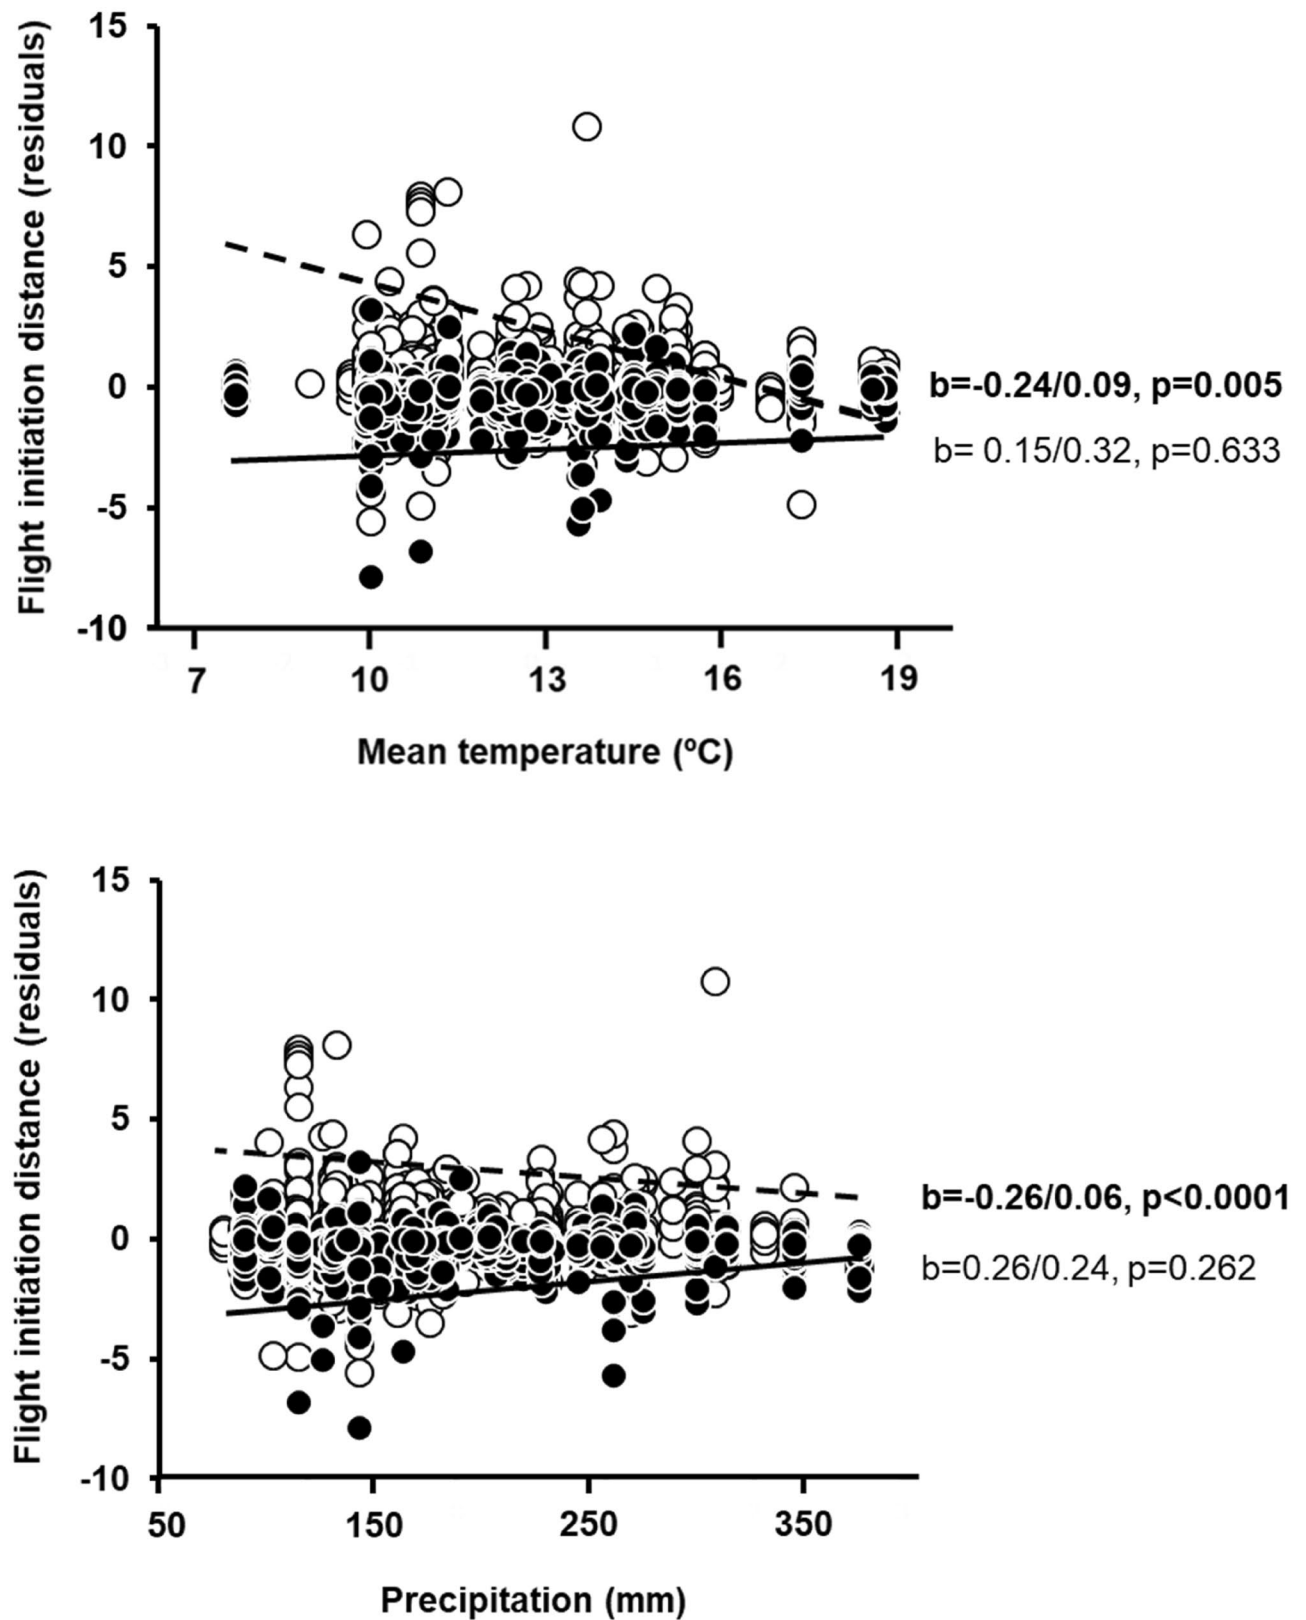 Flight initiation distance (residuals)
15
10
5
0
-5
-10
7 10 13 16 19
Mean temperature (ºC)
b=-0.24/0.09, p=0.005
b= 0.15/0.32, p=0.633
Flight initiation distance (residuals)
15
10
5
0
-5
-10
50 150 250 350
Precipitation (mm)
b=-0.26/0.06, p<0.0001
b=0.26/0.24, p=0.262